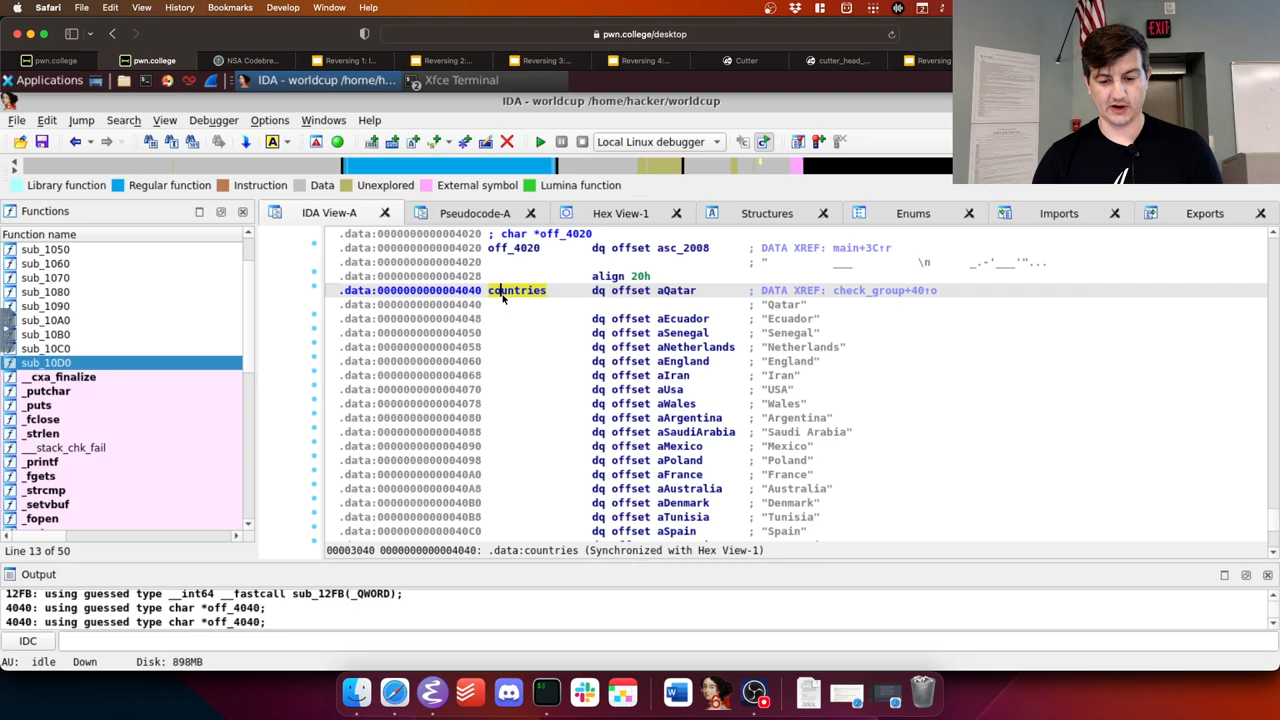 Safari File Edit View History Bookmarks Develop Window Help
pwn.college/desktop
pwn.college pwn.college NSA Codebre... Reversing 1: I... Reversing 2:... Reversing 3:... Reversing 4:... Cutter cutter_head_... Reversing
EXIT
Applications IDA - worldcup /home/h... Xfce Terminal
IDA - worldcup /home/hacker/worldcup
File Edit Jump Search View Debugger Options Windows Help
Local Linux debugger
Library function Regular function Instruction Data Unexplored External symbol Lumina function
Functions
IDA View-A Pseudocode-A Hex View-1 Structures Enums Imports Exports
Function name
sub_1050
sub_1060
sub_1070
sub_1080
sub_1090
sub_10A0
sub_10B0
sub_10C0
sub_10D0
__cxa_finalize
_putchar
_puts
_fclose
_strlen
___stack_chk_fail
_printf
_fgets
_strcmp
_setvbuf
_fopen
Line 13 of 50
.data:0000000000004020 ; char *off_4020
.data:0000000000004020 off_4020 dq offset asc_2008 ; DATA XREF: main+3C↑r
.data:0000000000004020 ; " ___ \n _.-'___'"...
.data:0000000000004028 align 20h
.data:0000000000004040 countries dq offset aQatar ; DATA XREF: check_group+40↑o
.data:0000000000004040 ; "Qatar"
.data:0000000000004048 dq offset aEcuador ; "Ecuador"
.data:0000000000004050 dq offset aSenegal ; "Senegal"
.data:0000000000004058 dq offset aNetherlands ; "Netherlands"
.data:0000000000004060 dq offset aEngland ; "England"
.data:0000000000004068 dq offset aIran ; "Iran"
.data:0000000000004070 dq offset aUsa ; "USA"
.data:0000000000004078 dq offset aWales ; "Wales"
.data:0000000000004080 dq offset aArgentina ; "Argentina"
.data:0000000000004088 dq offset aSaudiArabia ; "Saudi Arabia"
.data:0000000000004090 dq offset aMexico ; "Mexico"
.data:0000000000004098 dq offset aPoland ; "Poland"
.data:00000000000040A0 dq offset aFrance ; "France"
.data:00000000000040A8 dq offset aAustralia ; "Australia"
.data:00000000000040B0 dq offset aDenmark ; "Denmark"
.data:00000000000040B8 dq offset aTunisia ; "Tunisia"
.data:00000000000040C0 dq offset aSpain ; "Spain"
00003040 0000000000004040: .data:countries (Synchronized with Hex View-1)
Output
12FB: using guessed type __int64 __fastcall sub_12FB(_QWORD);
4040: using guessed type char *off_4040;
4040: using guessed type char *off_4040;
IDC
AU: idle Down Disk: 898MB